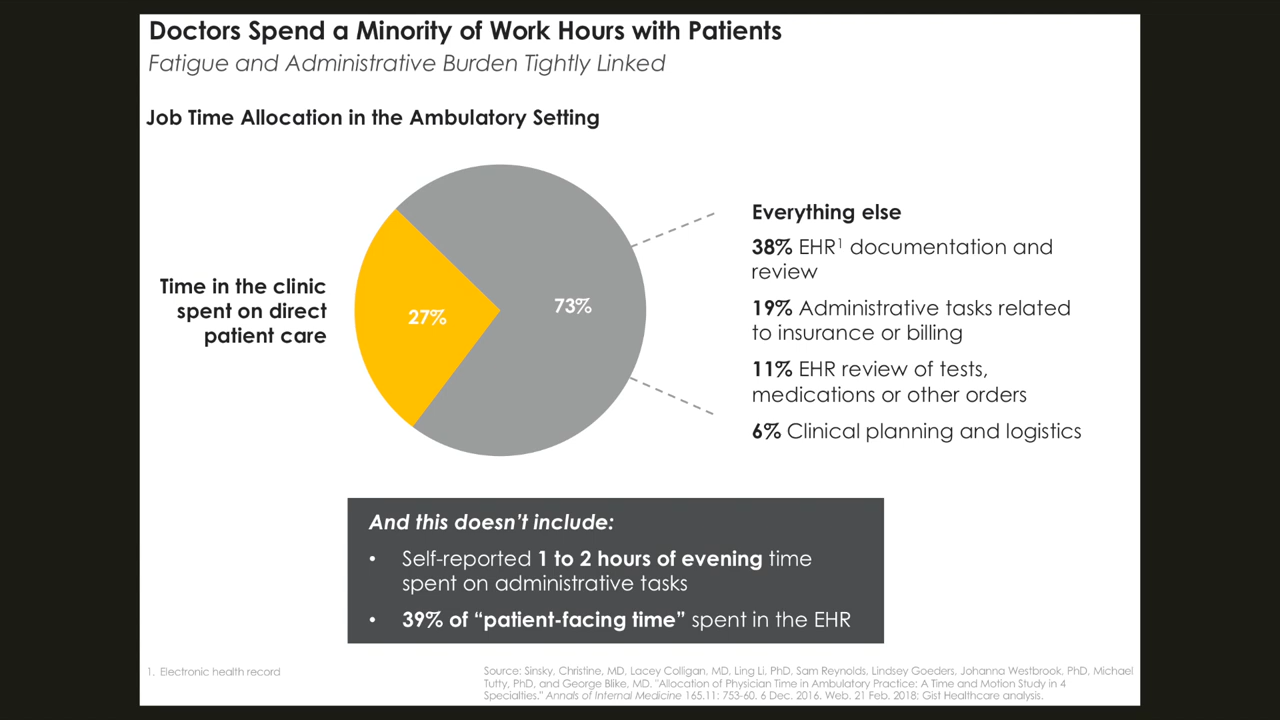 Doctors Spend a Minority of Work Hours with Patients
Fatigue and Administrative Burden Tightly Linked
Job Time Allocation in the Ambulatory Setting
Time in the clinic
spent on direct
patient care
27%
73%
Everything else
38% EHR¹ documentation and
review
19% Administrative tasks related
to insurance or billing
11% EHR review of tests,
medications or other orders
6% Clinical planning and logistics
And this doesn't include:
• Self-reported 1 to 2 hours of evening time
spent on administrative tasks
• 39% of “patient-facing time” spent in the EHR
1. Electronic health record
Source: Sinsky, Christine, MD, Lacey Colligan, MD, Ling Li, PhD, Sam Reynolds, Lindsey Goeders, Johanna Westbrook, PhD, Michael
Tutty, PhD, and George Blike, MD. "Allocation of Physician Time in Ambulatory Practice: A Time and Motion Study in 4
Specialties." Annals of Internal Medicine 165.11: 753-60. 6 Dec. 2016. Web. 21 Feb. 2018; Gist Healthcare analysis.